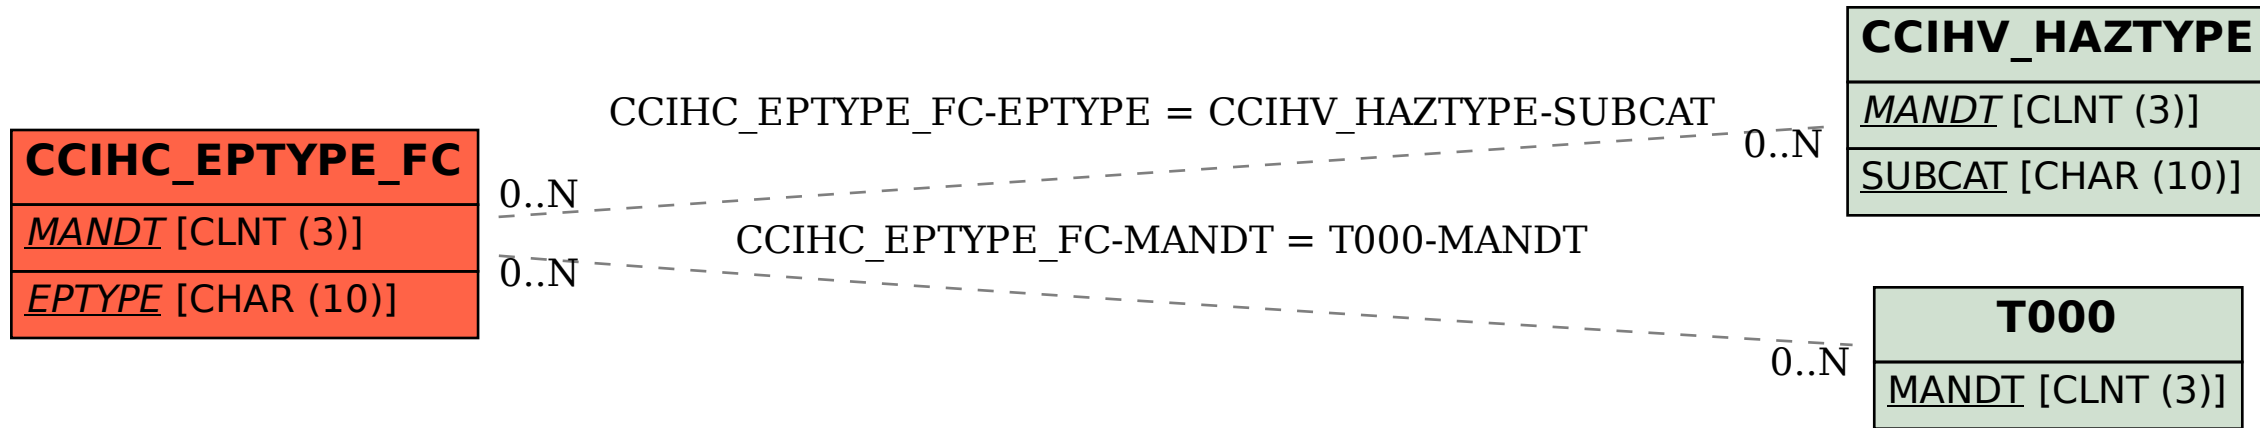 CCIHC_EPTYPE_FC
MANDT [CLNT (3)]
EPTYPE [CHAR (10)]
CCIHC_EPTYPE_FC-EPTYPE = CCIHV_HAZTYPE-SUBCAT
0..N
0..N
CCIHC_EPTYPE_FC-MANDT = T000-MANDT
0..N
0..N
CCIHV_HAZTYPE
MANDT [CLNT (3)]
SUBCAT [CHAR (10)]
T000
MANDT [CLNT (3)]